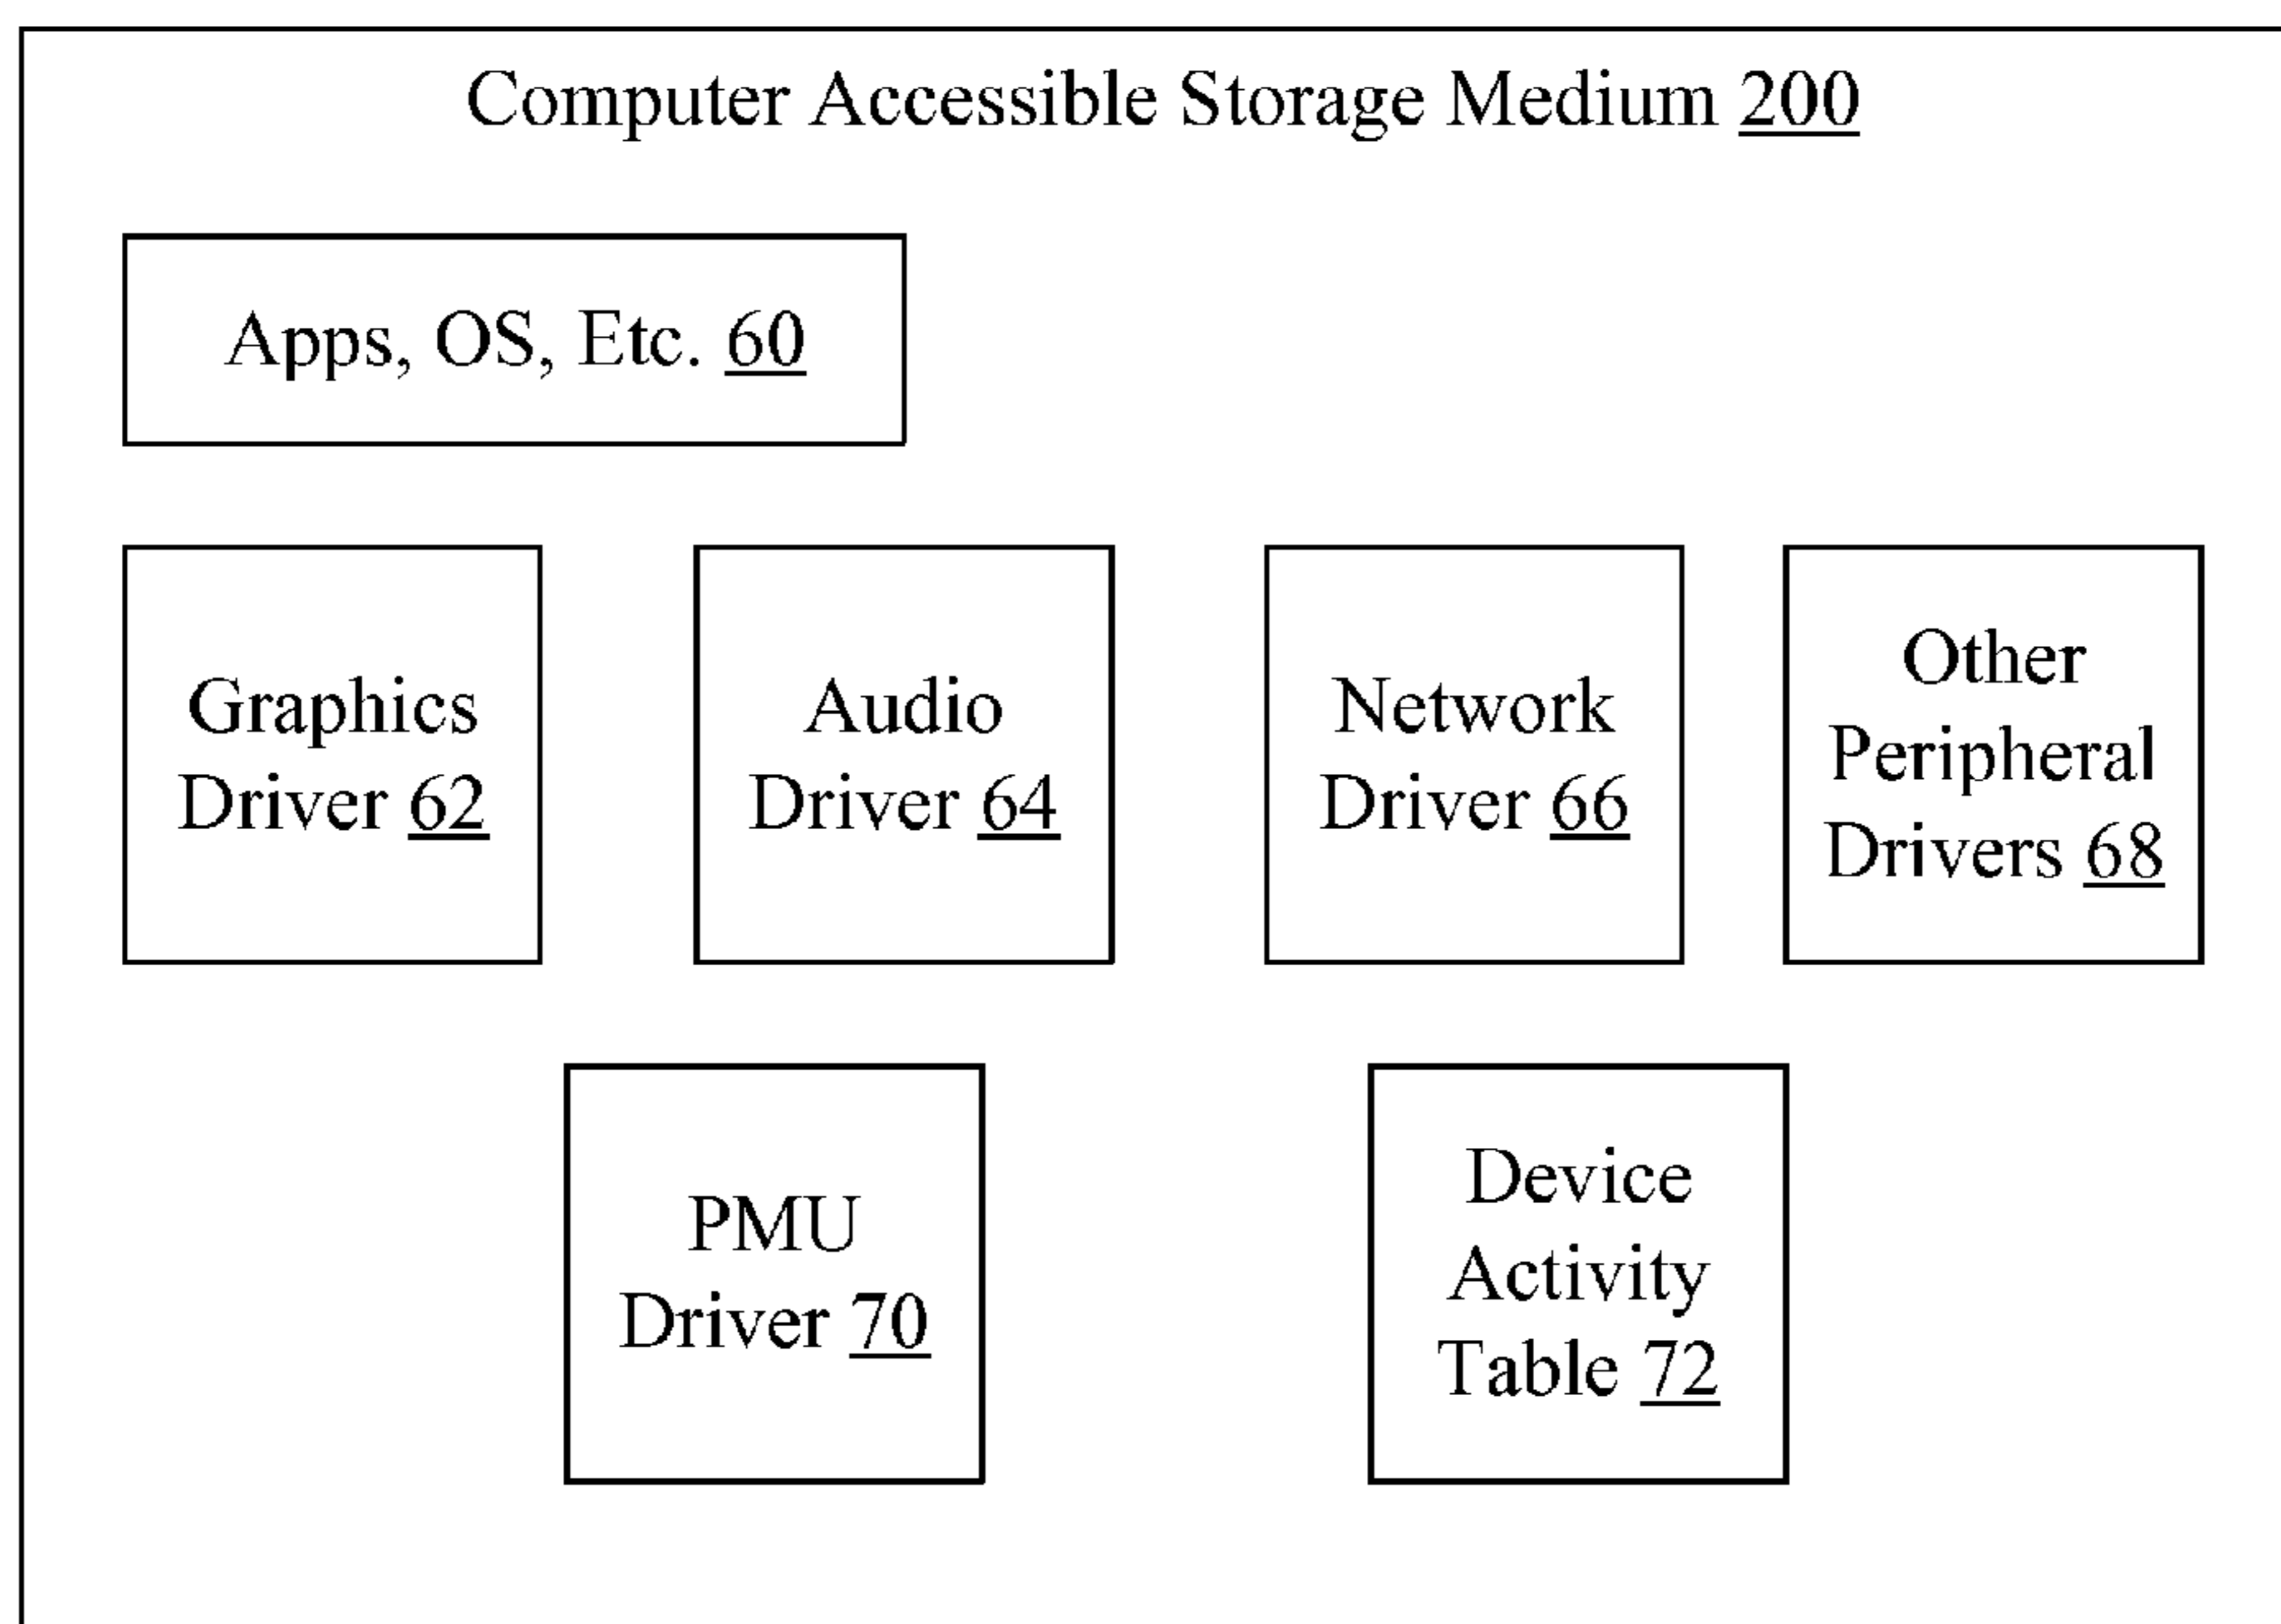 Computer Accessible Storage Medium 200
Apps, OS, Etc. 60
Graphics
Driver 62
Audio
Driver 64
Network
Driver 66
Other
Peripheral
Drivers 68
PMU
Driver 70
Device
Activity
Table 72